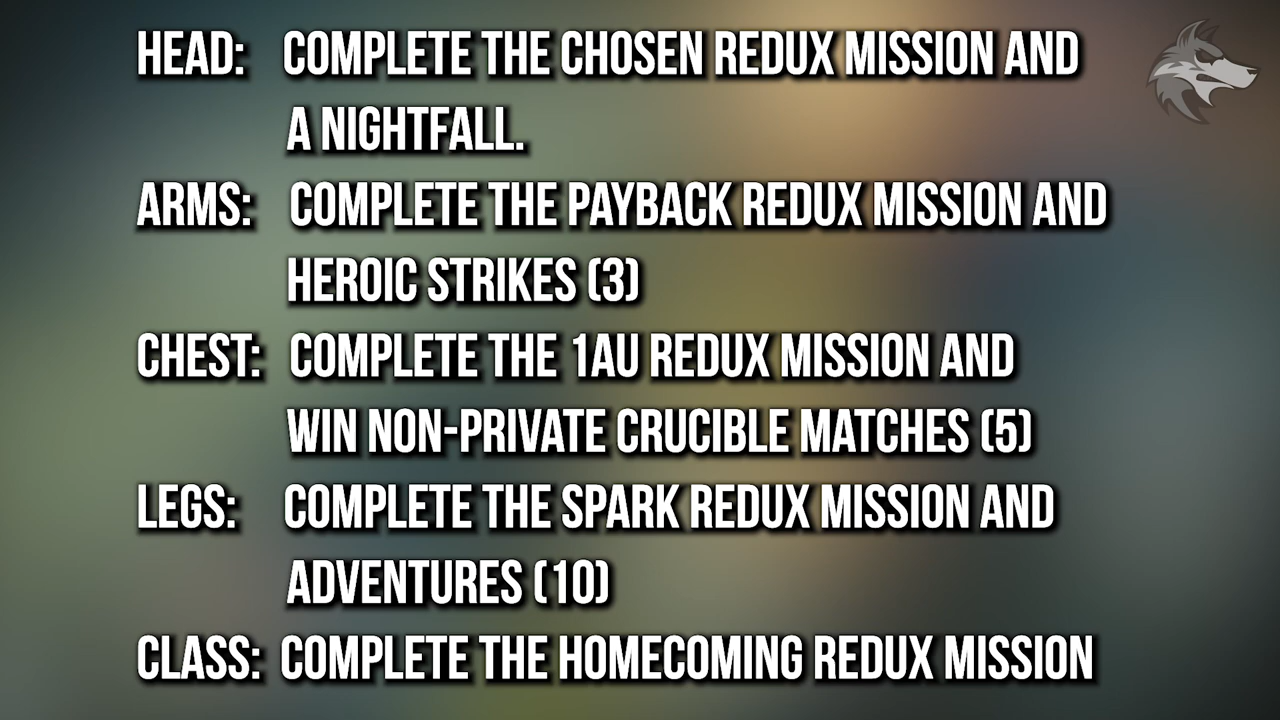 HEAD: COMPLETE THE CHOSEN REDUX MISSION AND
A NIGHTFALL.
ARMS: COMPLETE THE PAYBACK REDUX MISSION AND
HEROIC STRIKES (3)
CHEST: COMPLETE THE 1AU REDUX MISSION AND
WIN NON-PRIVATE CRUCIBLE MATCHES (5)
LEGS: COMPLETE THE SPARK REDUX MISSION AND
ADVENTURES (10)
CLASS: COMPLETE THE HOMECOMING REDUX MISSION